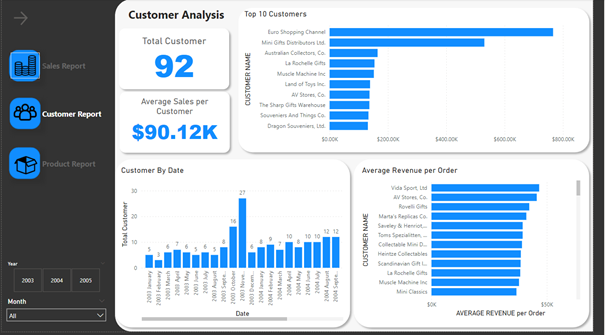 Customer Analysis
Total Customer
92
Average Sales per
Customer
$90.12K
Top 10 Customers
CUSTOMER NAME
Euro Shopping Channel
Mini Gifts Distributors Ltd.
Australian Collectors, Co.
La Rochelle Gifts
Muscle Machine Inc
Land of Toys Inc.
AV Stores, Co.
The Sharp Gifts Warehouse
Souveniers And Things Co.
Dragon Souveniers, Ltd.
$0.00K $200.00K $400.00K $600.00K $800.00K
Sales Report
Customer Report
Product Report
Year
2003 2004 2005
Month
All
Customer By Date
Total Customer
30
20
10
0
5 3 6 7 6 5 6 5 8 16 27 6 8 9 7 10 8 10 10 12 12
2003 January
2003 February
2003 March
2003 April
2003 May
2003 June
2003 July
2003 August
2003 Septe...
2003 October
2003 Nove...
2003 Decem...
2004 January
2004 February
2004 March
2004 April
2004 May
2004 June
2004 July
2004 August
2004 Septe...
Date
Average Revenue per Order
CUSTOMER NAME
Vida Sport, Ltd
AV Stores, Co.
Rovelli Gifts
Marta's Replicas Co.
Saveley & Henriot,...
Toms Spezialitten, ...
Collectable Mini D...
Heintze Collectables
Scandinavian Gift I...
La Rochelle Gifts
Muscle Machine Inc
Mini Classics
$0K $50K
AVERAGE REVENUE per Order